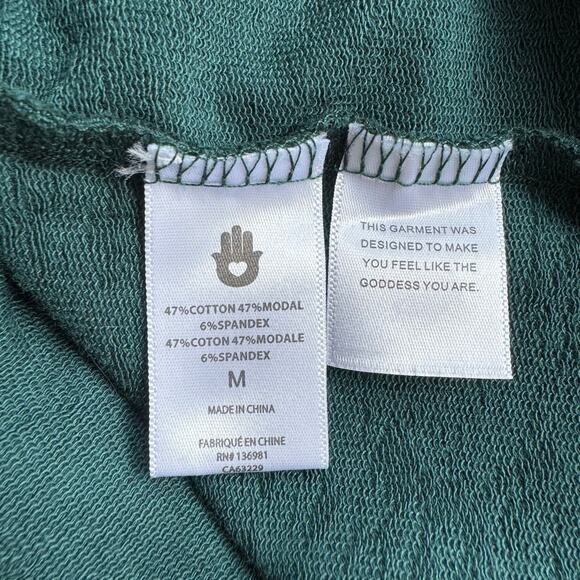 47%COTTON 47%MODAL
6%SPANDEX
47%COTON 47%MODALE
6%SPANDEX
M
MADE IN CHINA
FABRIQUÉ EN CHINE
RN# 136981
CA63229
THIS GARMENT WAS
DESIGNED TO MAKE
YOU FEEL LIKE THE
GODDESS YOU ARE.